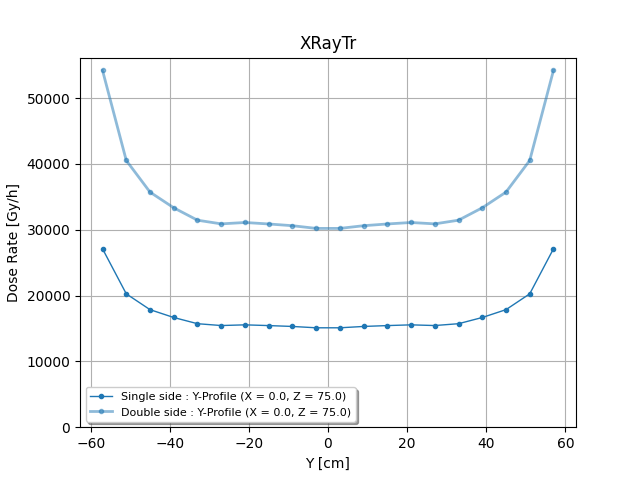 XRayTr
50000
40000
30000
20000
10000
0
Dose Rate [Gy/h]
Single side : Y-Profile (X = 0.0, Z = 75.0)
Double side : Y-Profile (X = 0.0, Z = 75.0)
−60 −40 −20 0 20 40 60
Y [cm]